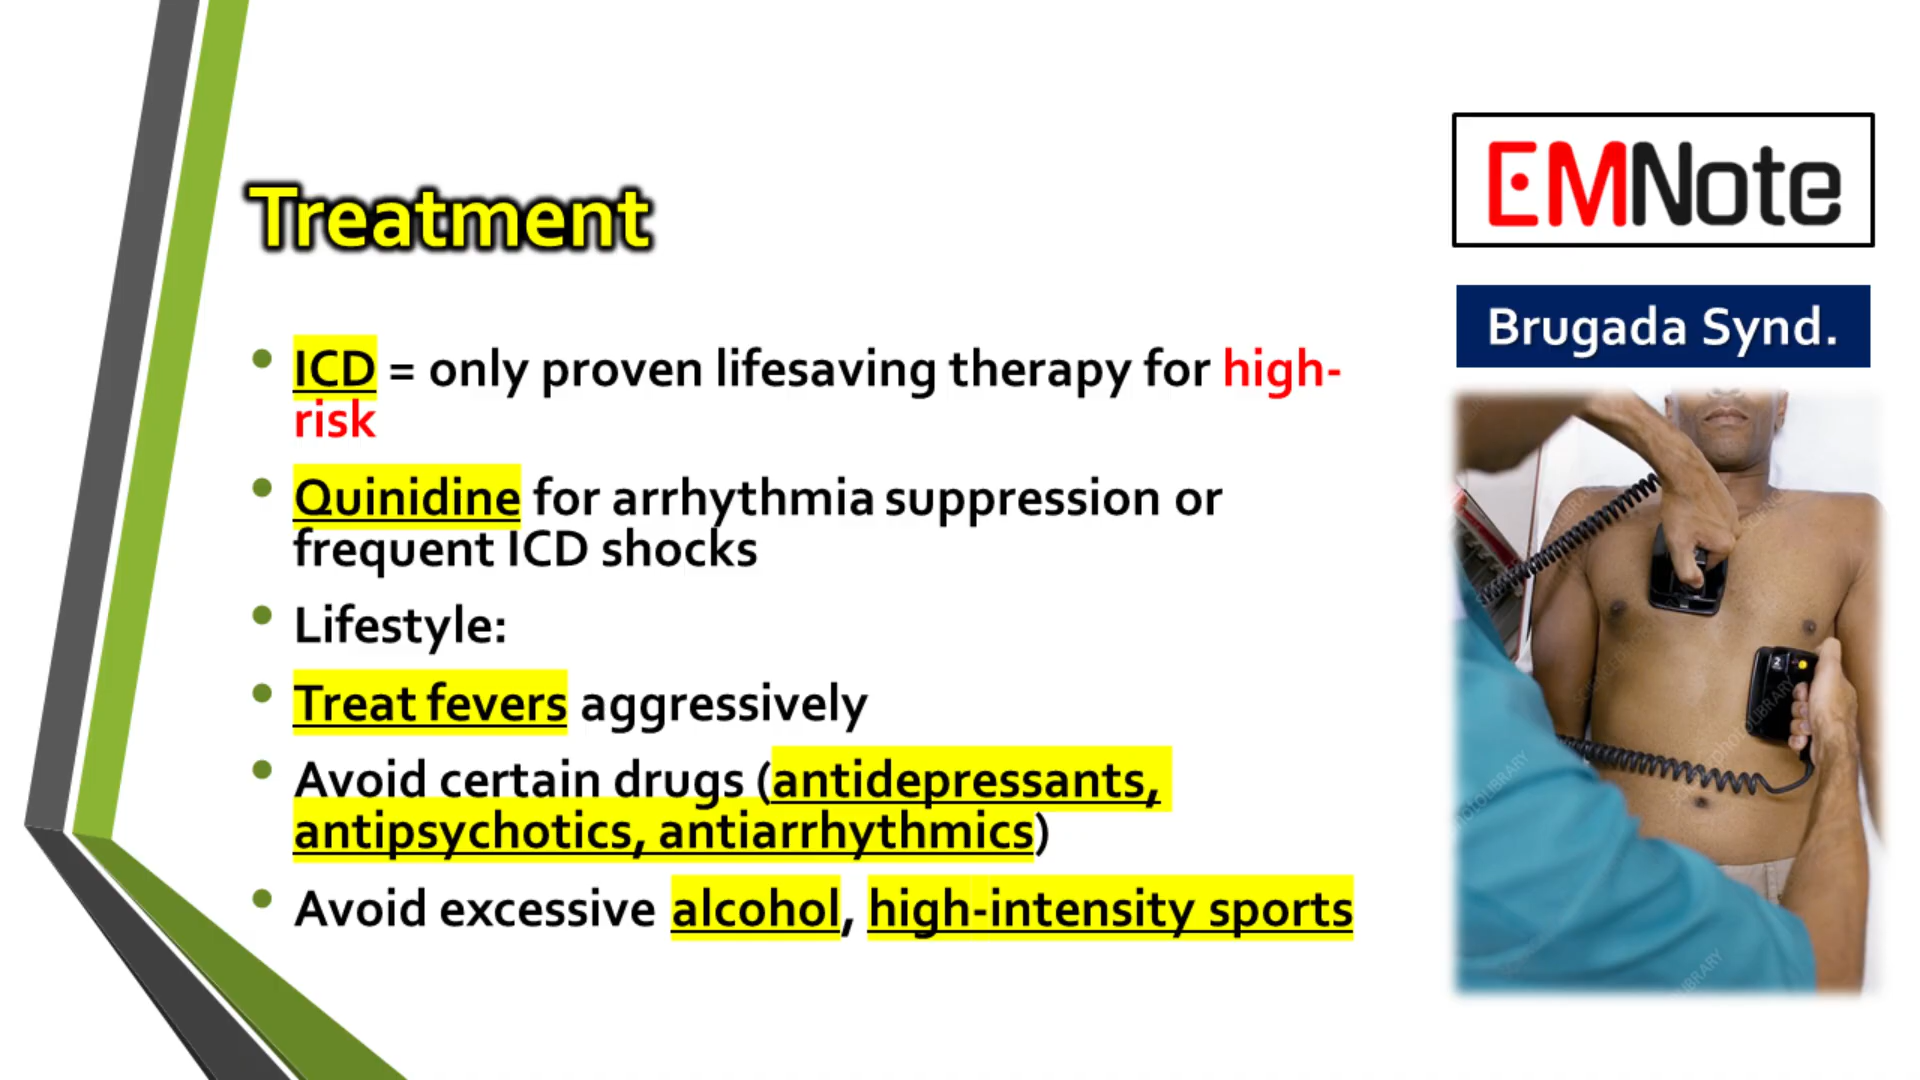 Treatment
EMNote
Brugada Synd.
• ICD = only proven lifesaving therapy for high-
risk
• Quinidine for arrhythmia suppression or
frequent ICD shocks
• Lifestyle:
• Treat fevers aggressively
• Avoid certain drugs (antidepressants,
antipsychotics, antiarrhythmics)
• Avoid excessive alcohol, high-intensity sports
2